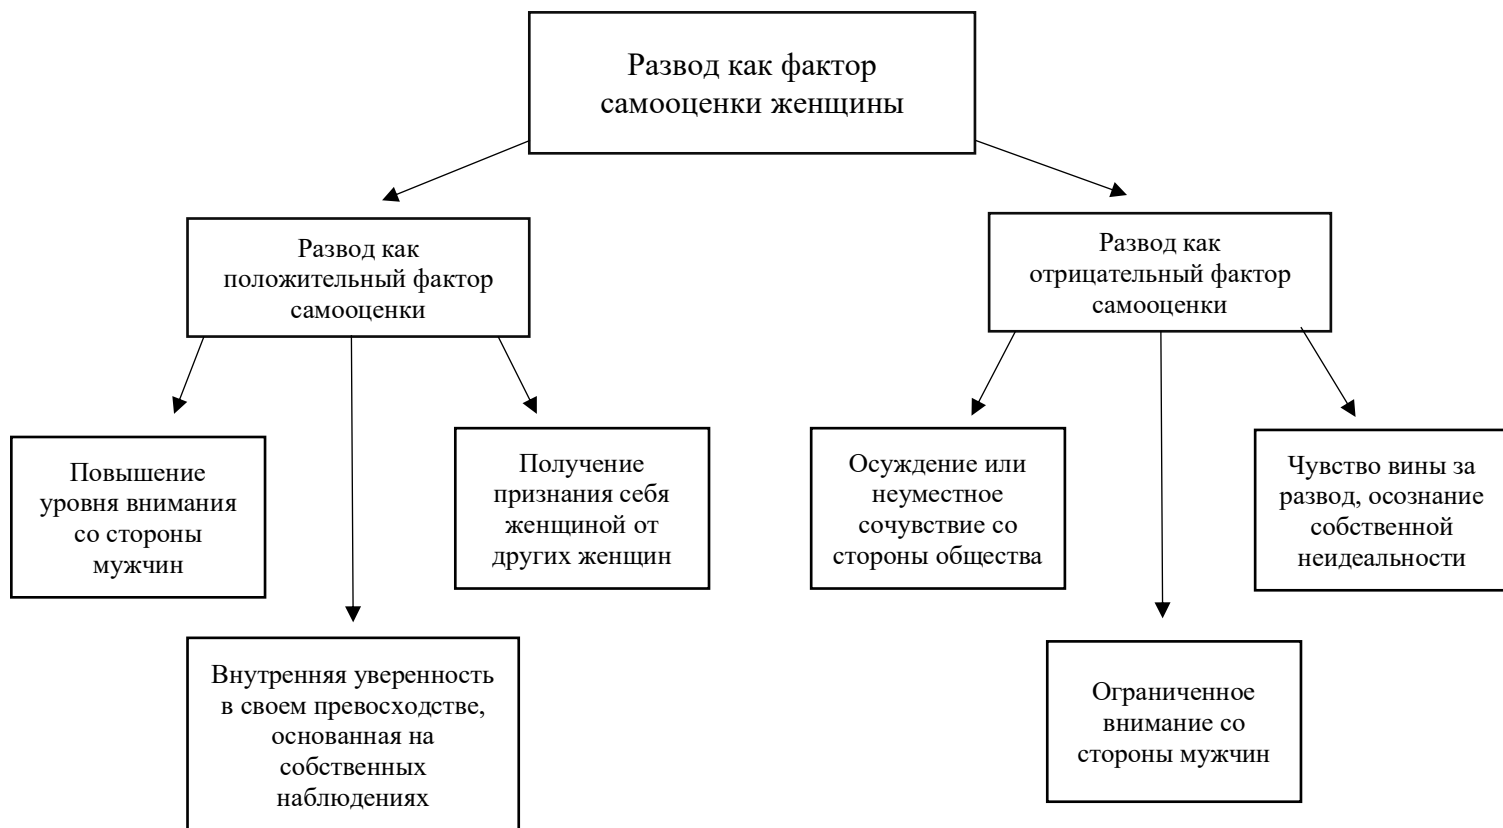 Развод как фактор
самооценки женщины
Развод как
положительный фактор
самооценки
Развод как
отрицательный фактор
самооценки
Повышение
уровня внимания
со стороны
мужчин
Получение
признания себя
женщиной от
других женщин
Осуждение или
неуместное
сочувствие со
стороны общества
Чувство вины за
развод, осознание
собственной
неидеальности
Внутренняя уверенность
в своем превосходстве,
основанная на
собственных
наблюдениях
Ограниченное
внимание со
стороны мужчин